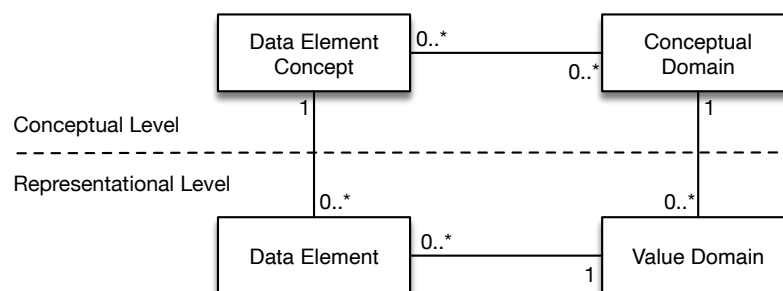 Data Element
Concept
0..*
0..*
Conceptual
Domain
1
1
Conceptual Level
Representational Level
0..*
0..*
Data Element
0..*
1
Value Domain